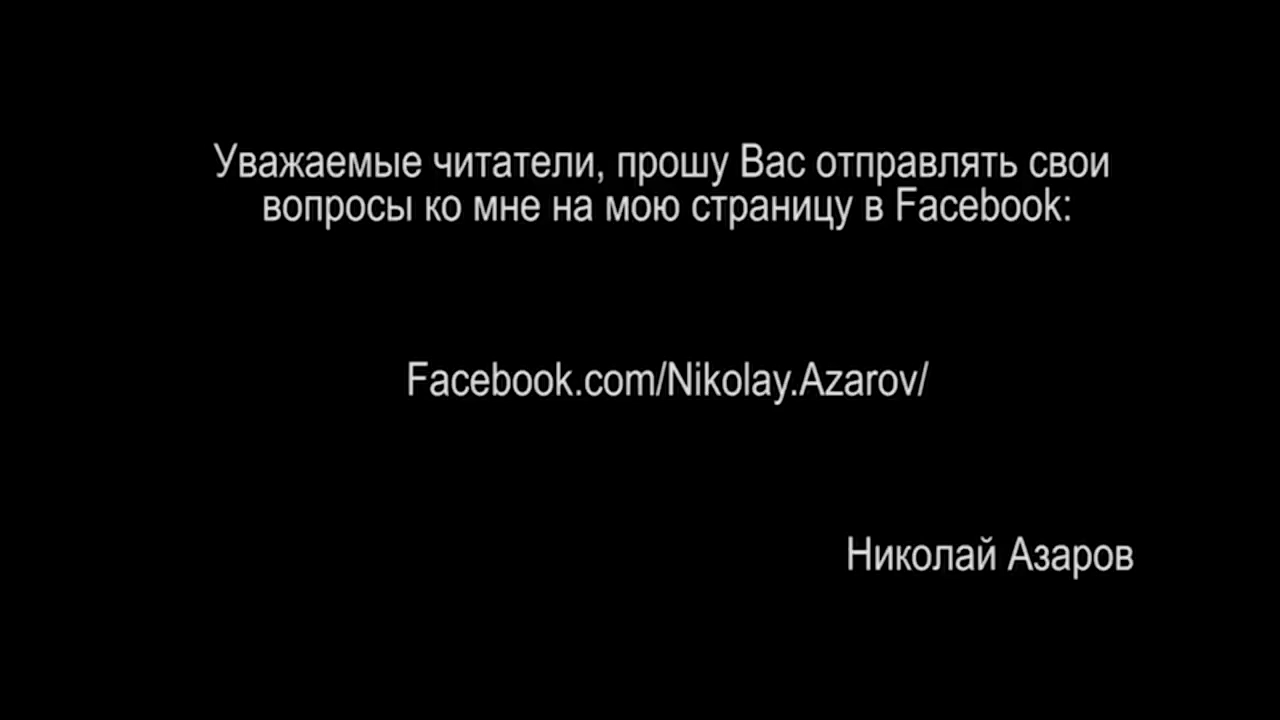 Уважаемые читатели, прошу Вас отправлять свои
вопросы ко мне на мою страницу в Facebook:
Facebook.com/Nikolay.Azarov/
Николай Азаров